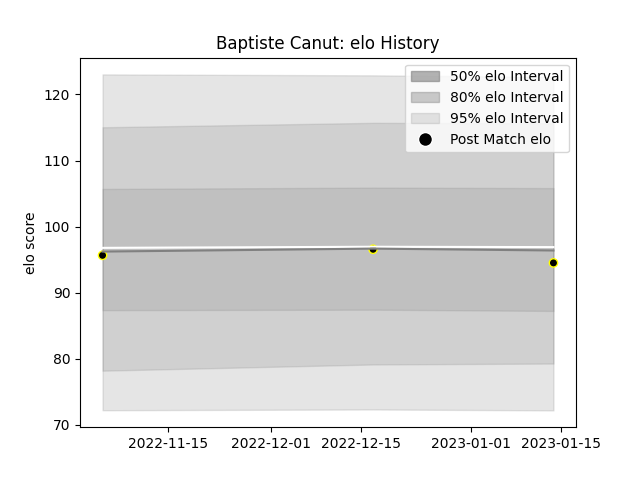 Baptiste Canut: elo History
50% elo Interval
80% elo Interval
95% elo Interval
Post Match elo
elo score
120
110
100
90
80
70
2022-11-15
2022-12-01
2022-12-15
2023-01-01
2023-01-15